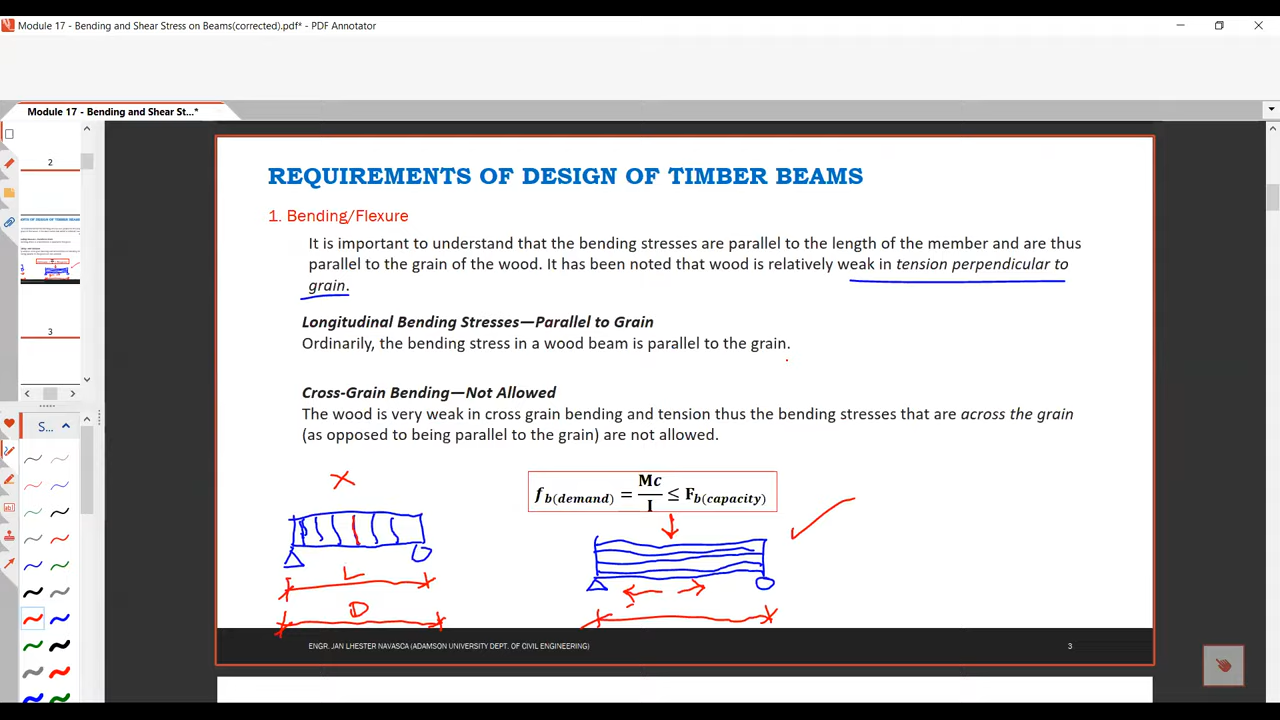 Module 17 - Bending and Shear Stress on Beams(corrected).pdf* - PDF Annotator
Module 17 - Bending and Shear St...*
2
3
S...
REQUIREMENTS OF DESIGN OF TIMBER BEAMS
1. Bending/Flexure
It is important to understand that the bending stresses are parallel to the length of the member and are thus
parallel to the grain of the wood. It has been noted that wood is relatively weak in tension perpendicular to
grain.
Longitudinal Bending Stresses—Parallel to Grain
Ordinarily, the bending stress in a wood beam is parallel to the grain.
Cross-Grain Bending—Not Allowed
The wood is very weak in cross grain bending and tension thus the bending stresses that are across the grain
(as opposed to being parallel to the grain) are not allowed.
f b(demand) = Mc/I ≤ F b(capacity)
L
D
ENGR. JAN LHESTER NAVASCA (ADAMSON UNIVERSITY DEPT. OF CIVIL ENGINEERING)
3